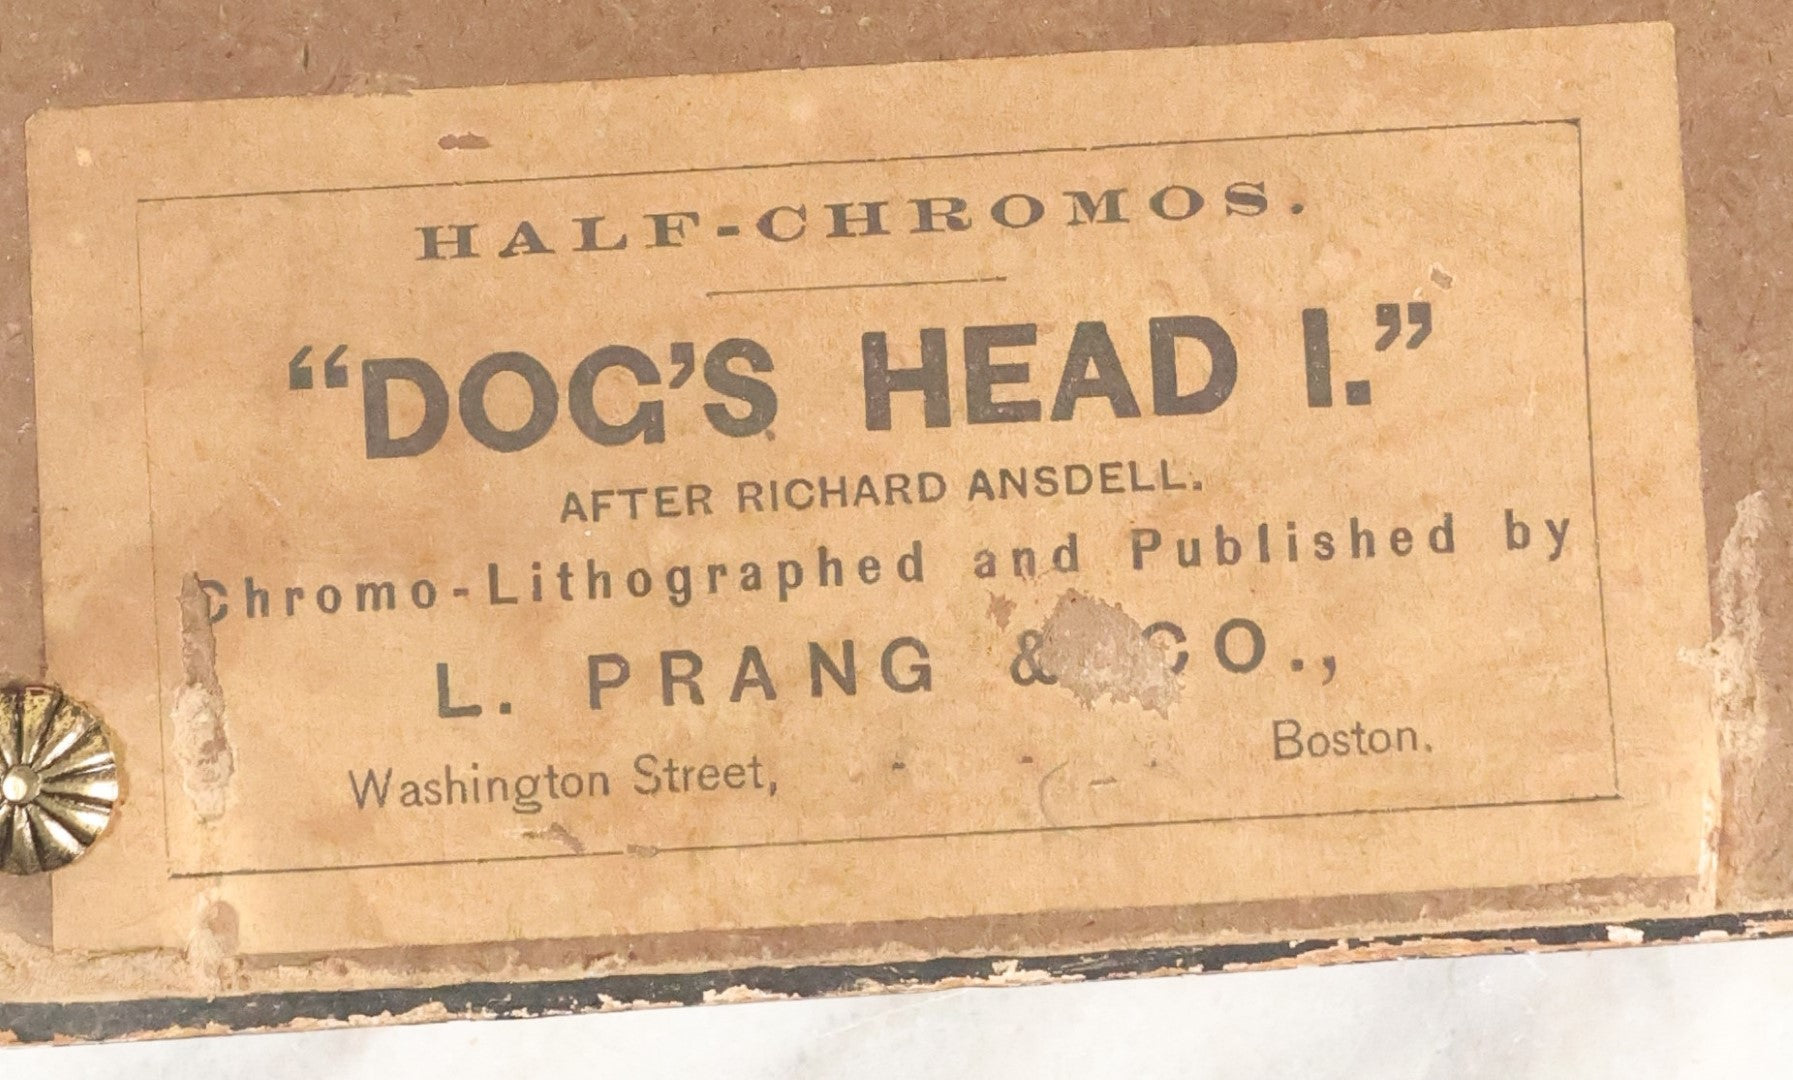 HALF-CHROMOS.
“DOG’S HEAD I.”
AFTER RICHARD ANSDELL.
Chromo-Lithographed and Published by
L. PRANG & CO.,
Washington Street, - - - Boston.